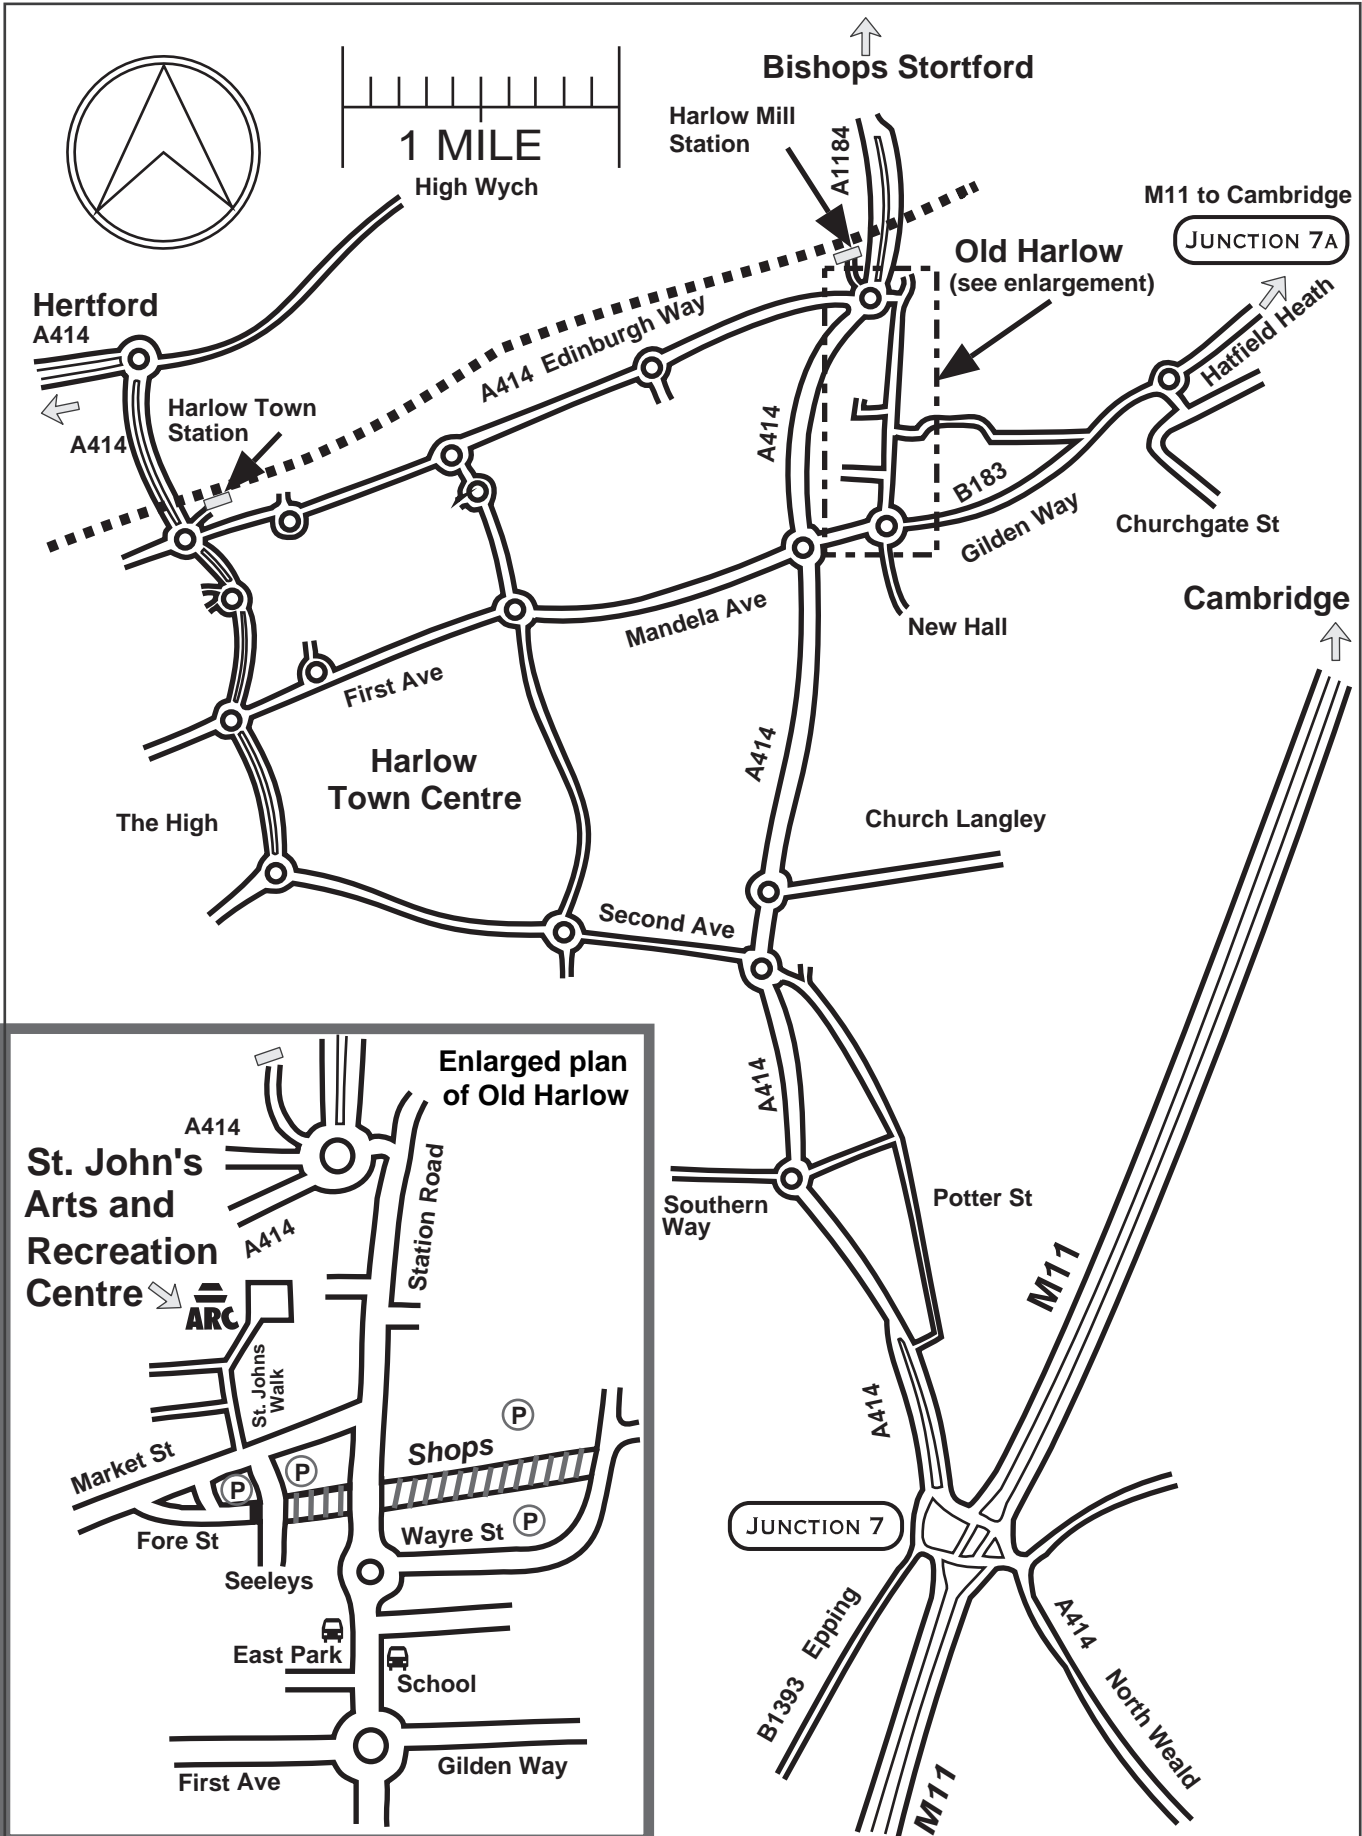 Bishops Stortford
Harlow Mill
Station
A1184
1 MILE
High Wych
M11 to Cambridge
JUNCTION 7A
Old Harlow
(see enlargement)
Hatfield Heath
Hertford
A414
A414
Harlow Town
Station
A414 Edinburgh Way
A414
B183
Gilden Way
Churchgate St
Cambridge
New Hall
Mandela Ave
First Ave
Harlow
Town Centre
A414
The High
Church Langley
Second Ave
A414
Southern
Way
Potter St
M11
A414
JUNCTION 7
B1393 Epping
A414 North Weald
M11
Enlarged plan
of Old Harlow
A414
St. John's
Arts and
Recreation
Centre
ARC
A414
Station Road
St. Johns
Walk
Market St
P
P
P
Shops
Fore St
Wayre St
P
Seeleys
East Park
School
First Ave
Gilden Way